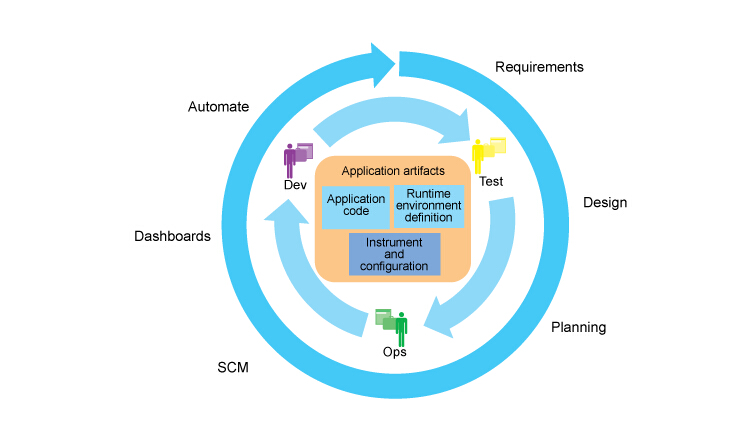 Requirements
Automate
Dev
Test
Application artifacts
Application
code
Runtime
environment
definition
Instrument
and
configuration
Design
Dashboards
Planning
Ops
SCM